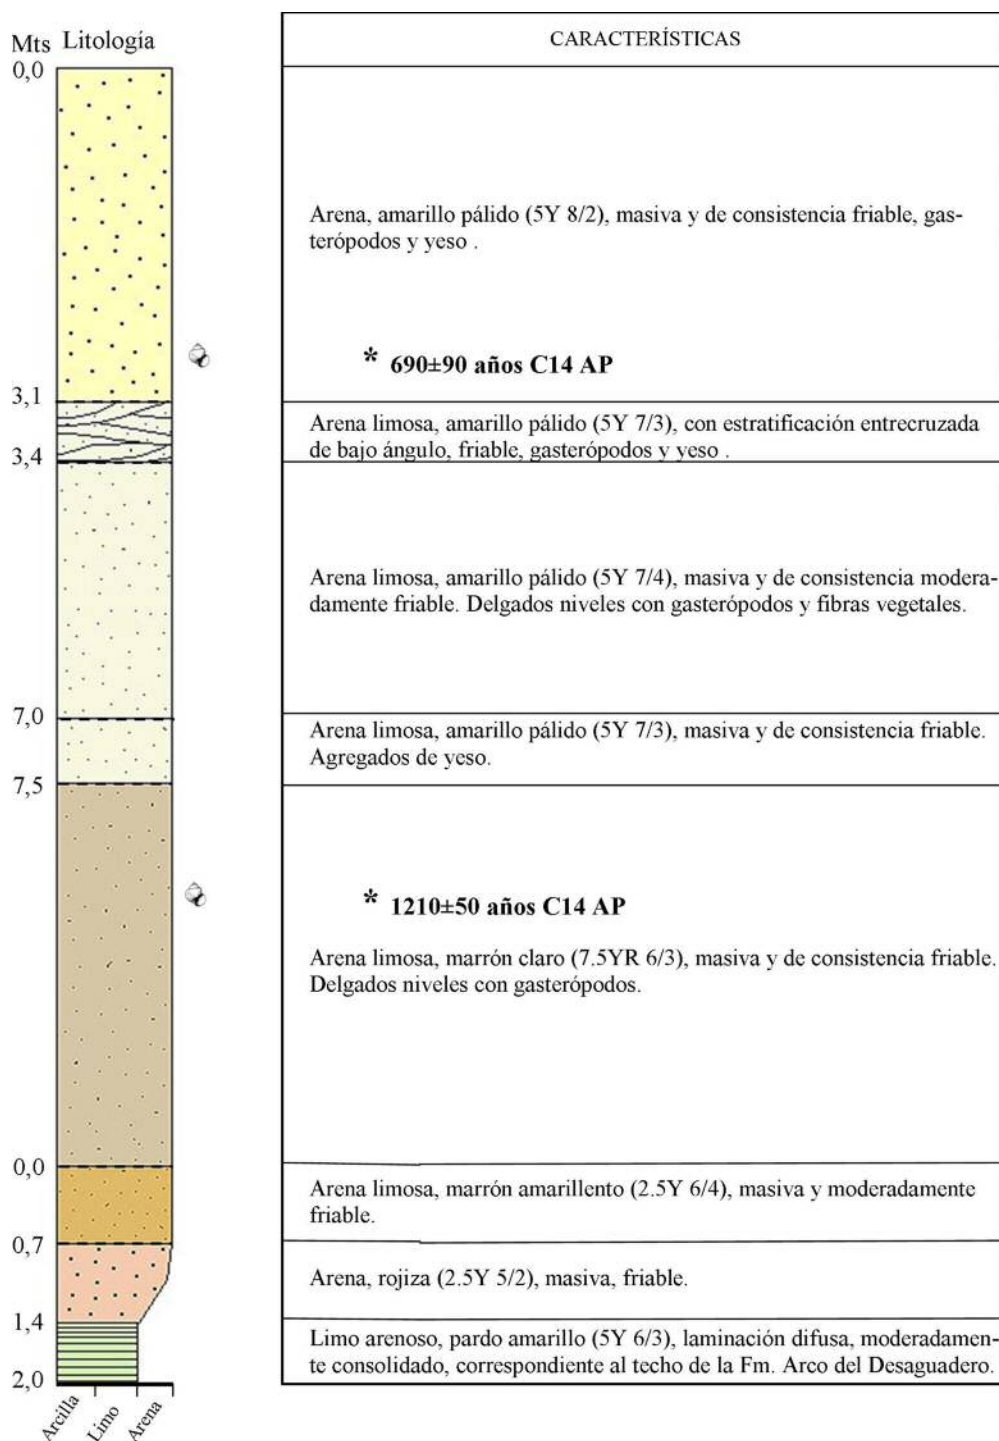 Mts Litología
CARACTERÍSTICAS
0,0
Arena, amarillo pálido (5Y 8/2), masiva y de consistencia friable, gas-
terópodos y yeso .
* 690±90 años C14 AP
3,1
Arena limosa, amarillo pálido (5Y 7/3), con estratificación entrecruzada
de bajo ángulo, friable, gasterópodos y yeso .
3,4
Arena limosa, amarillo pálido (5Y 7/4), masiva y de consistencia modera-
damente friable. Delgados niveles con gasterópodos y fibras vegetales.
7,0
Arena limosa, amarillo pálido (5Y 7/3), masiva y de consistencia friable.
Agregados de yeso.
7,5
* 1210±50 años C14 AP
Arena limosa, marrón claro (7.5YR 6/3), masiva y de consistencia friable.
Delgados niveles con gasterópodos.
0,0
Arena limosa, marrón amarillento (2.5Y 6/4), masiva y moderadamente
friable.
0,7
Arena, rojiza (2.5Y 5/2), masiva, friable.
1,4
Limo arenoso, pardo amarillo (5Y 6/3), laminación difusa, moderadamen-
te consolidado, correspondiente al techo de la Fm. Arco del Desaguadero.
2,0
Arcilla
Limo
Arena